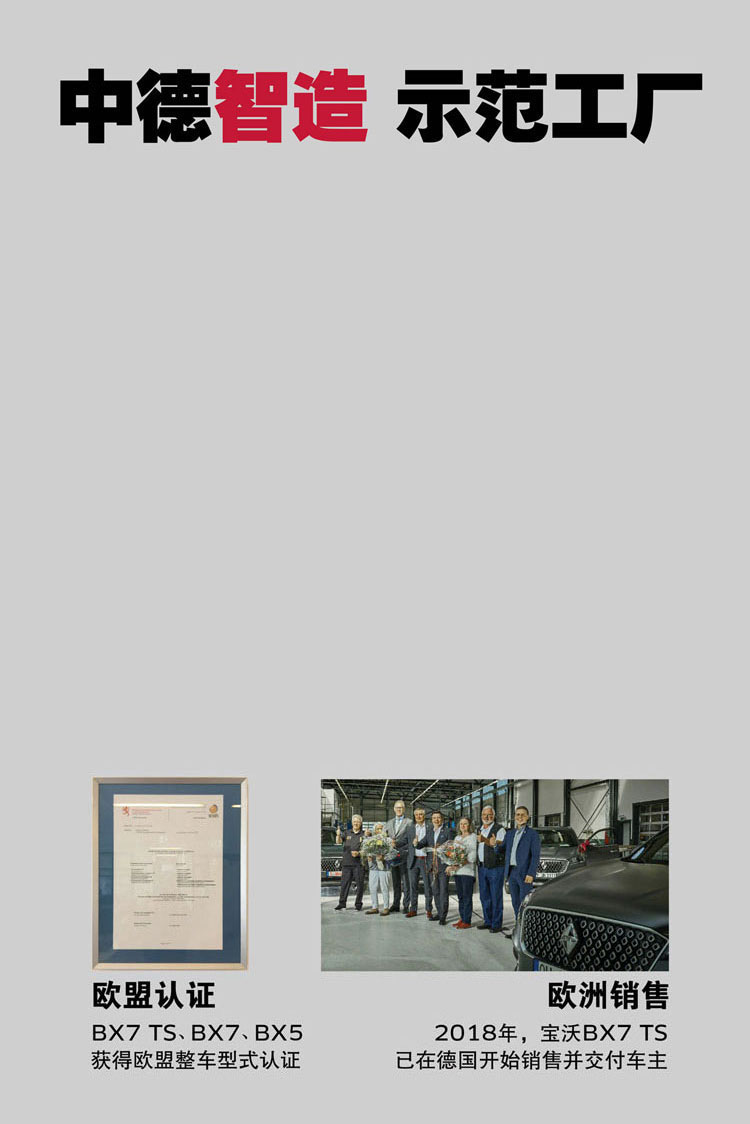 中德智造 示范工厂
欧盟认证
BX7 TS、BX7、BX5
获得欧盟整车型式认证
欧洲销售
2018年，宝沃BX7 TS
已在德国开始销售并交付车主